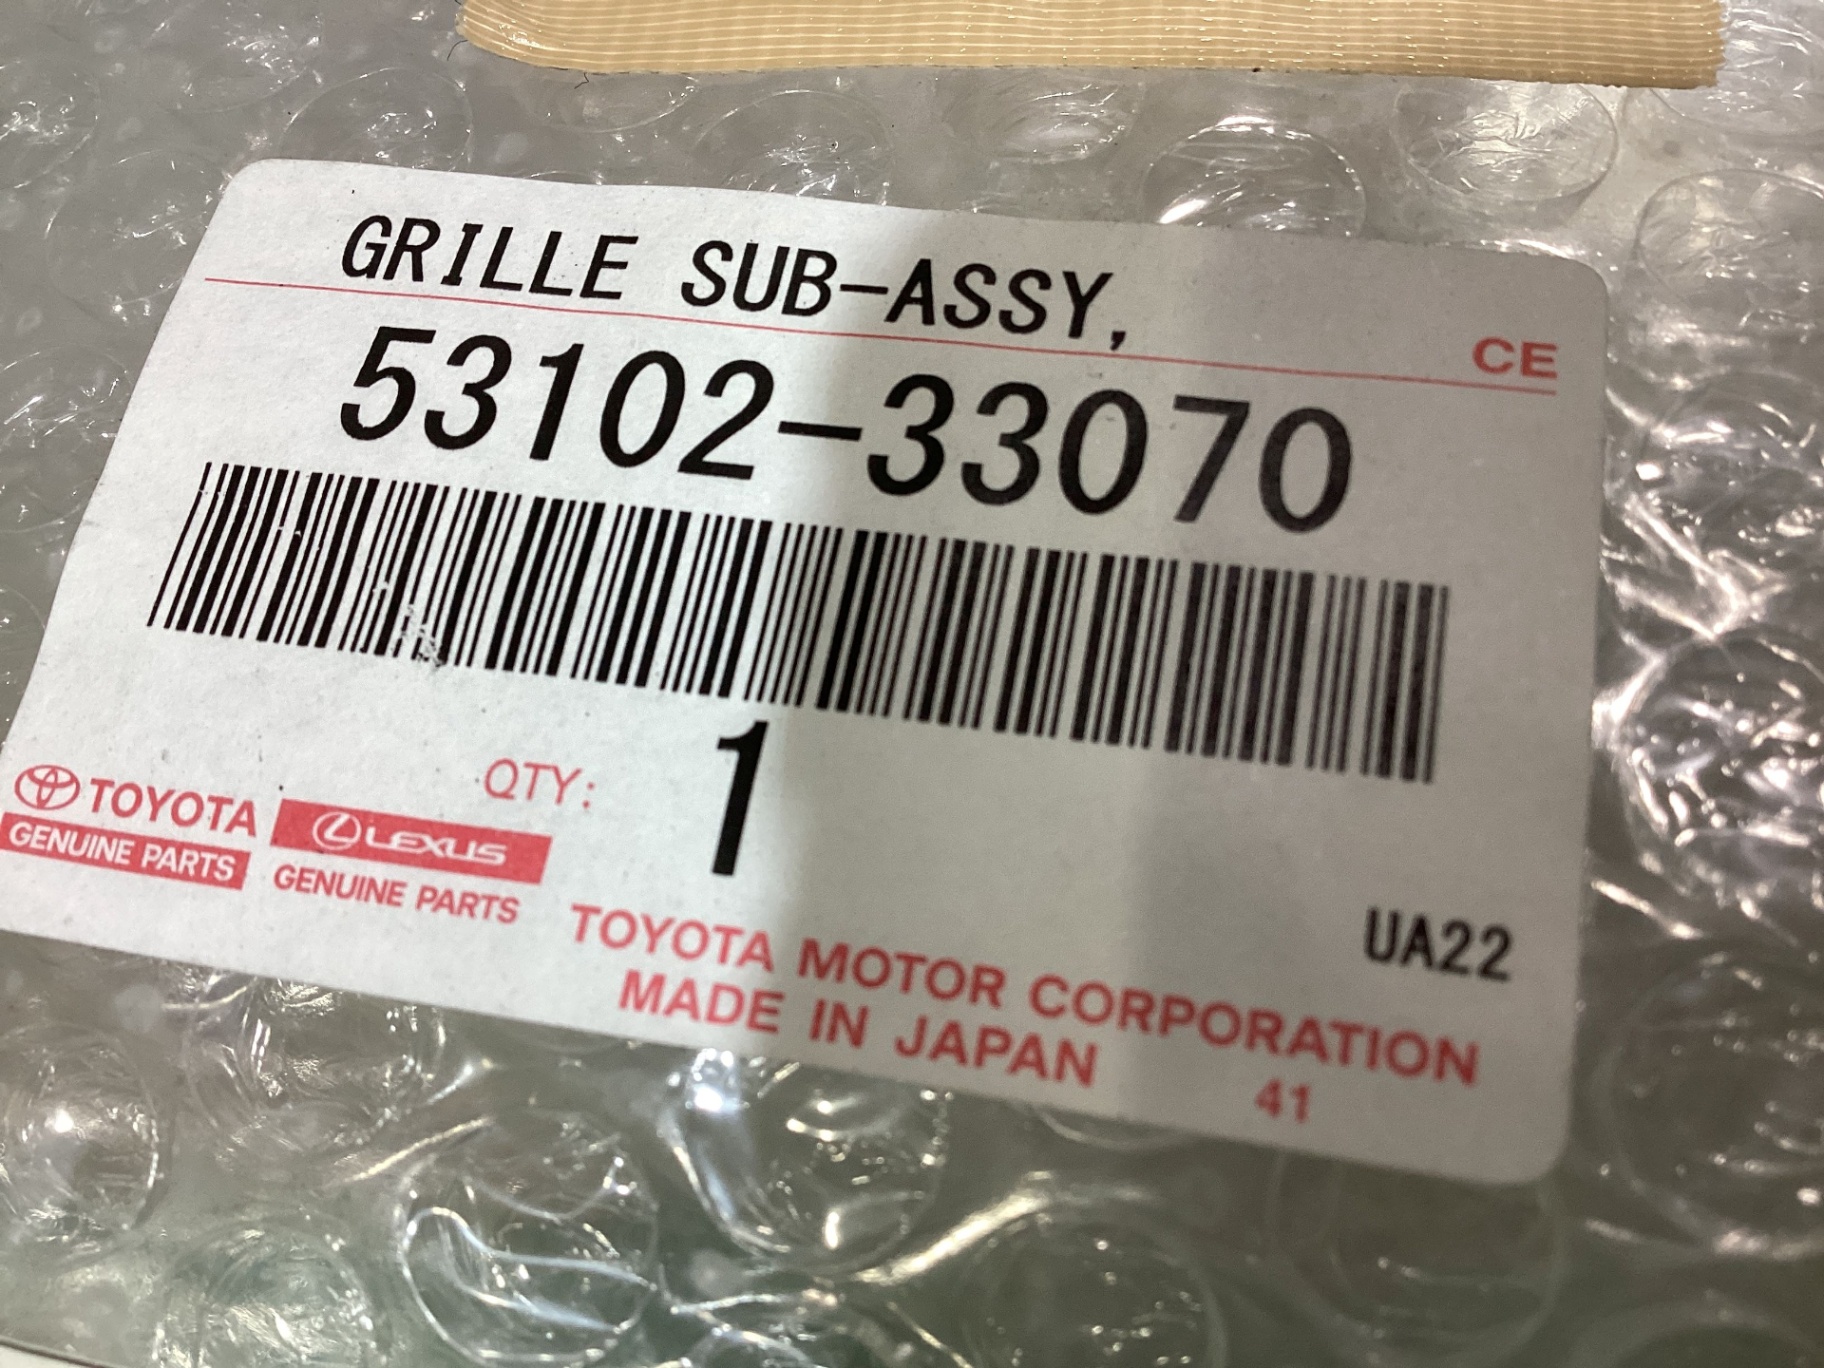 GRILLE SUB-ASSY,
CE
53102-33070
QTY: 1
TOYOTA
GENUINE PARTS
LEXUS
GENUINE PARTS
UA22
TOYOTA MOTOR CORPORATION
MADE IN JAPAN
41